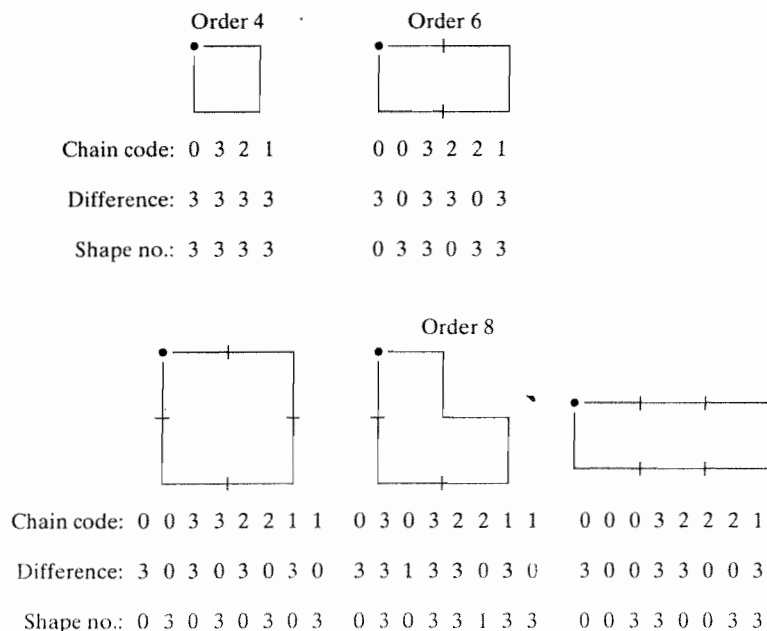 Order 4 Order 6
Chain code: 0 3 2 1 0 0 3 2 2 1
Difference: 3 3 3 3 3 0 3 3 0 3
Shape no.: 3 3 3 3 0 3 3 0 3 3
Order 8
Chain code: 0 0 3 3 2 2 1 1 0 3 0 3 2 2 1 1 0 0 0 3 2 2 2 1
Difference: 3 0 3 0 3 0 3 0 3 3 1 3 3 0 3 0 3 0 0 3 3 0 0 3
Shape no.: 0 3 0 3 0 3 0 3 0 3 0 3 3 1 3 3 0 0 3 3 0 0 3 3